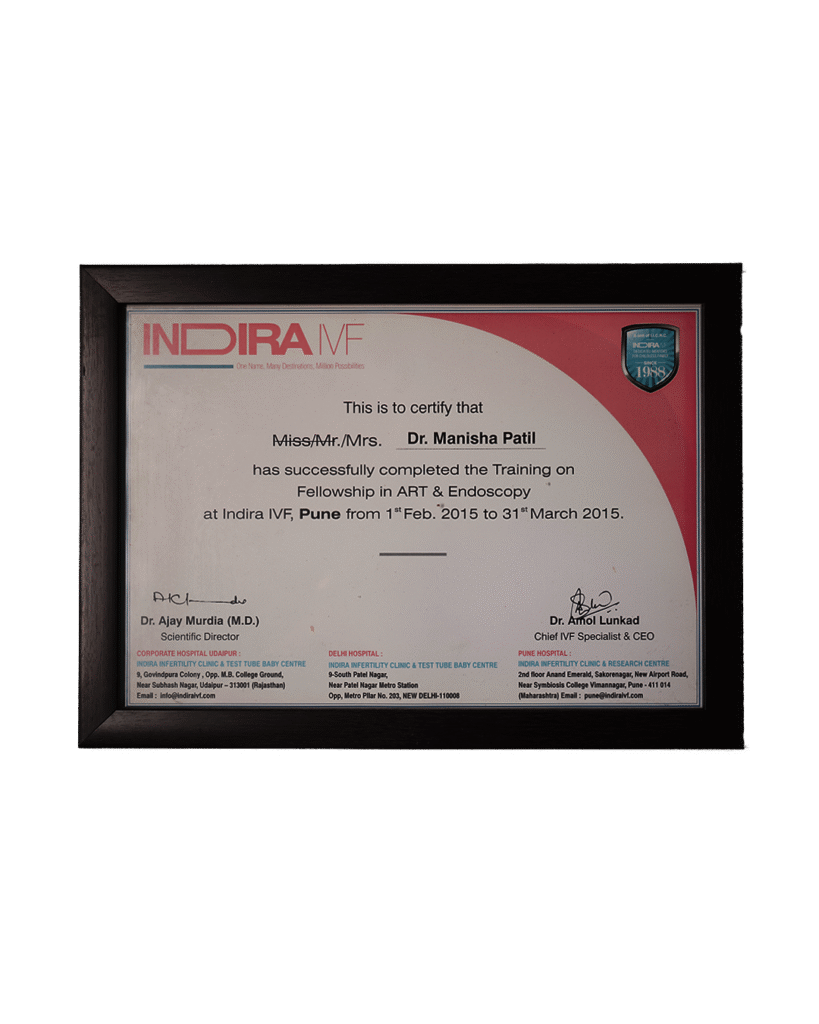 INDIRA IVF
One Name, Many Destinations, Million Possibilities
INDIRA
SINCE
1988
This is to certify that
Miss/Mr./Mrs. Dr. Manisha Patil
has successfully completed the Training on
Fellowship in ART & Endoscopy
at Indira IVF, Pune from 1st Feb. 2015 to 31st March 2015.
Dr. Ajay Murdia (M.D.)
Scientific Director
Dr. Amol Lunkad
Chief IVF Specialist & CEO
CORPORATE HOSPITAL UDAIPUR :
INDIRA INFERTILITY CLINIC & TEST TUBE BABY CENTRE
9, Govindpura Colony , Opp. M.B. College Ground,
Near Subhash Nagar, Udaipur – 313001 (Rajasthan)
Email : info@indiraivf.com
DELHI HOSPITAL :
INDIRA INFERTILITY CLINIC & TEST TUBE BABY CENTRE
9-South Patel Nagar,
Near Patel Nagar Metro Station
Opp, Metro Pllar No. 203, NEW DELHI-110008
PUNE HOSPITAL :
INDIRA INFERTILITY CLINIC & RESEARCH CENTRE
2nd floor Anand Emerald, Sakorenagar, New Airport Road,
Near Symbiosis College Vimannagar, Pune - 411 014
(Maharashtra) Email : pune@indiraivf.com